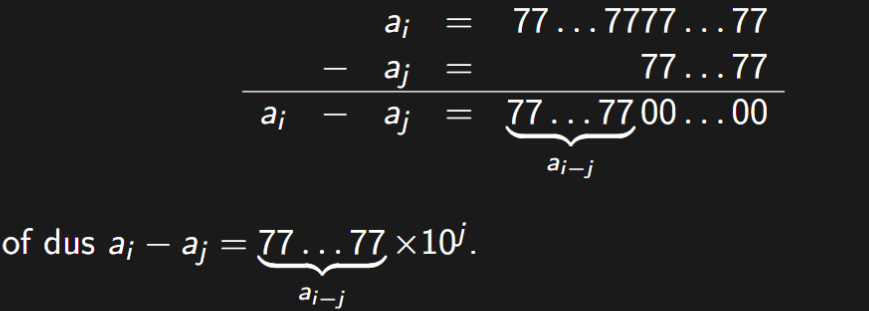 a_i = 77...7777...77
− a_j = 77...77
a_i − a_j = 77...7700...00
a_{i−j}
of dus a_i − a_j = 77...77 ×10^j.
a_{i−j}